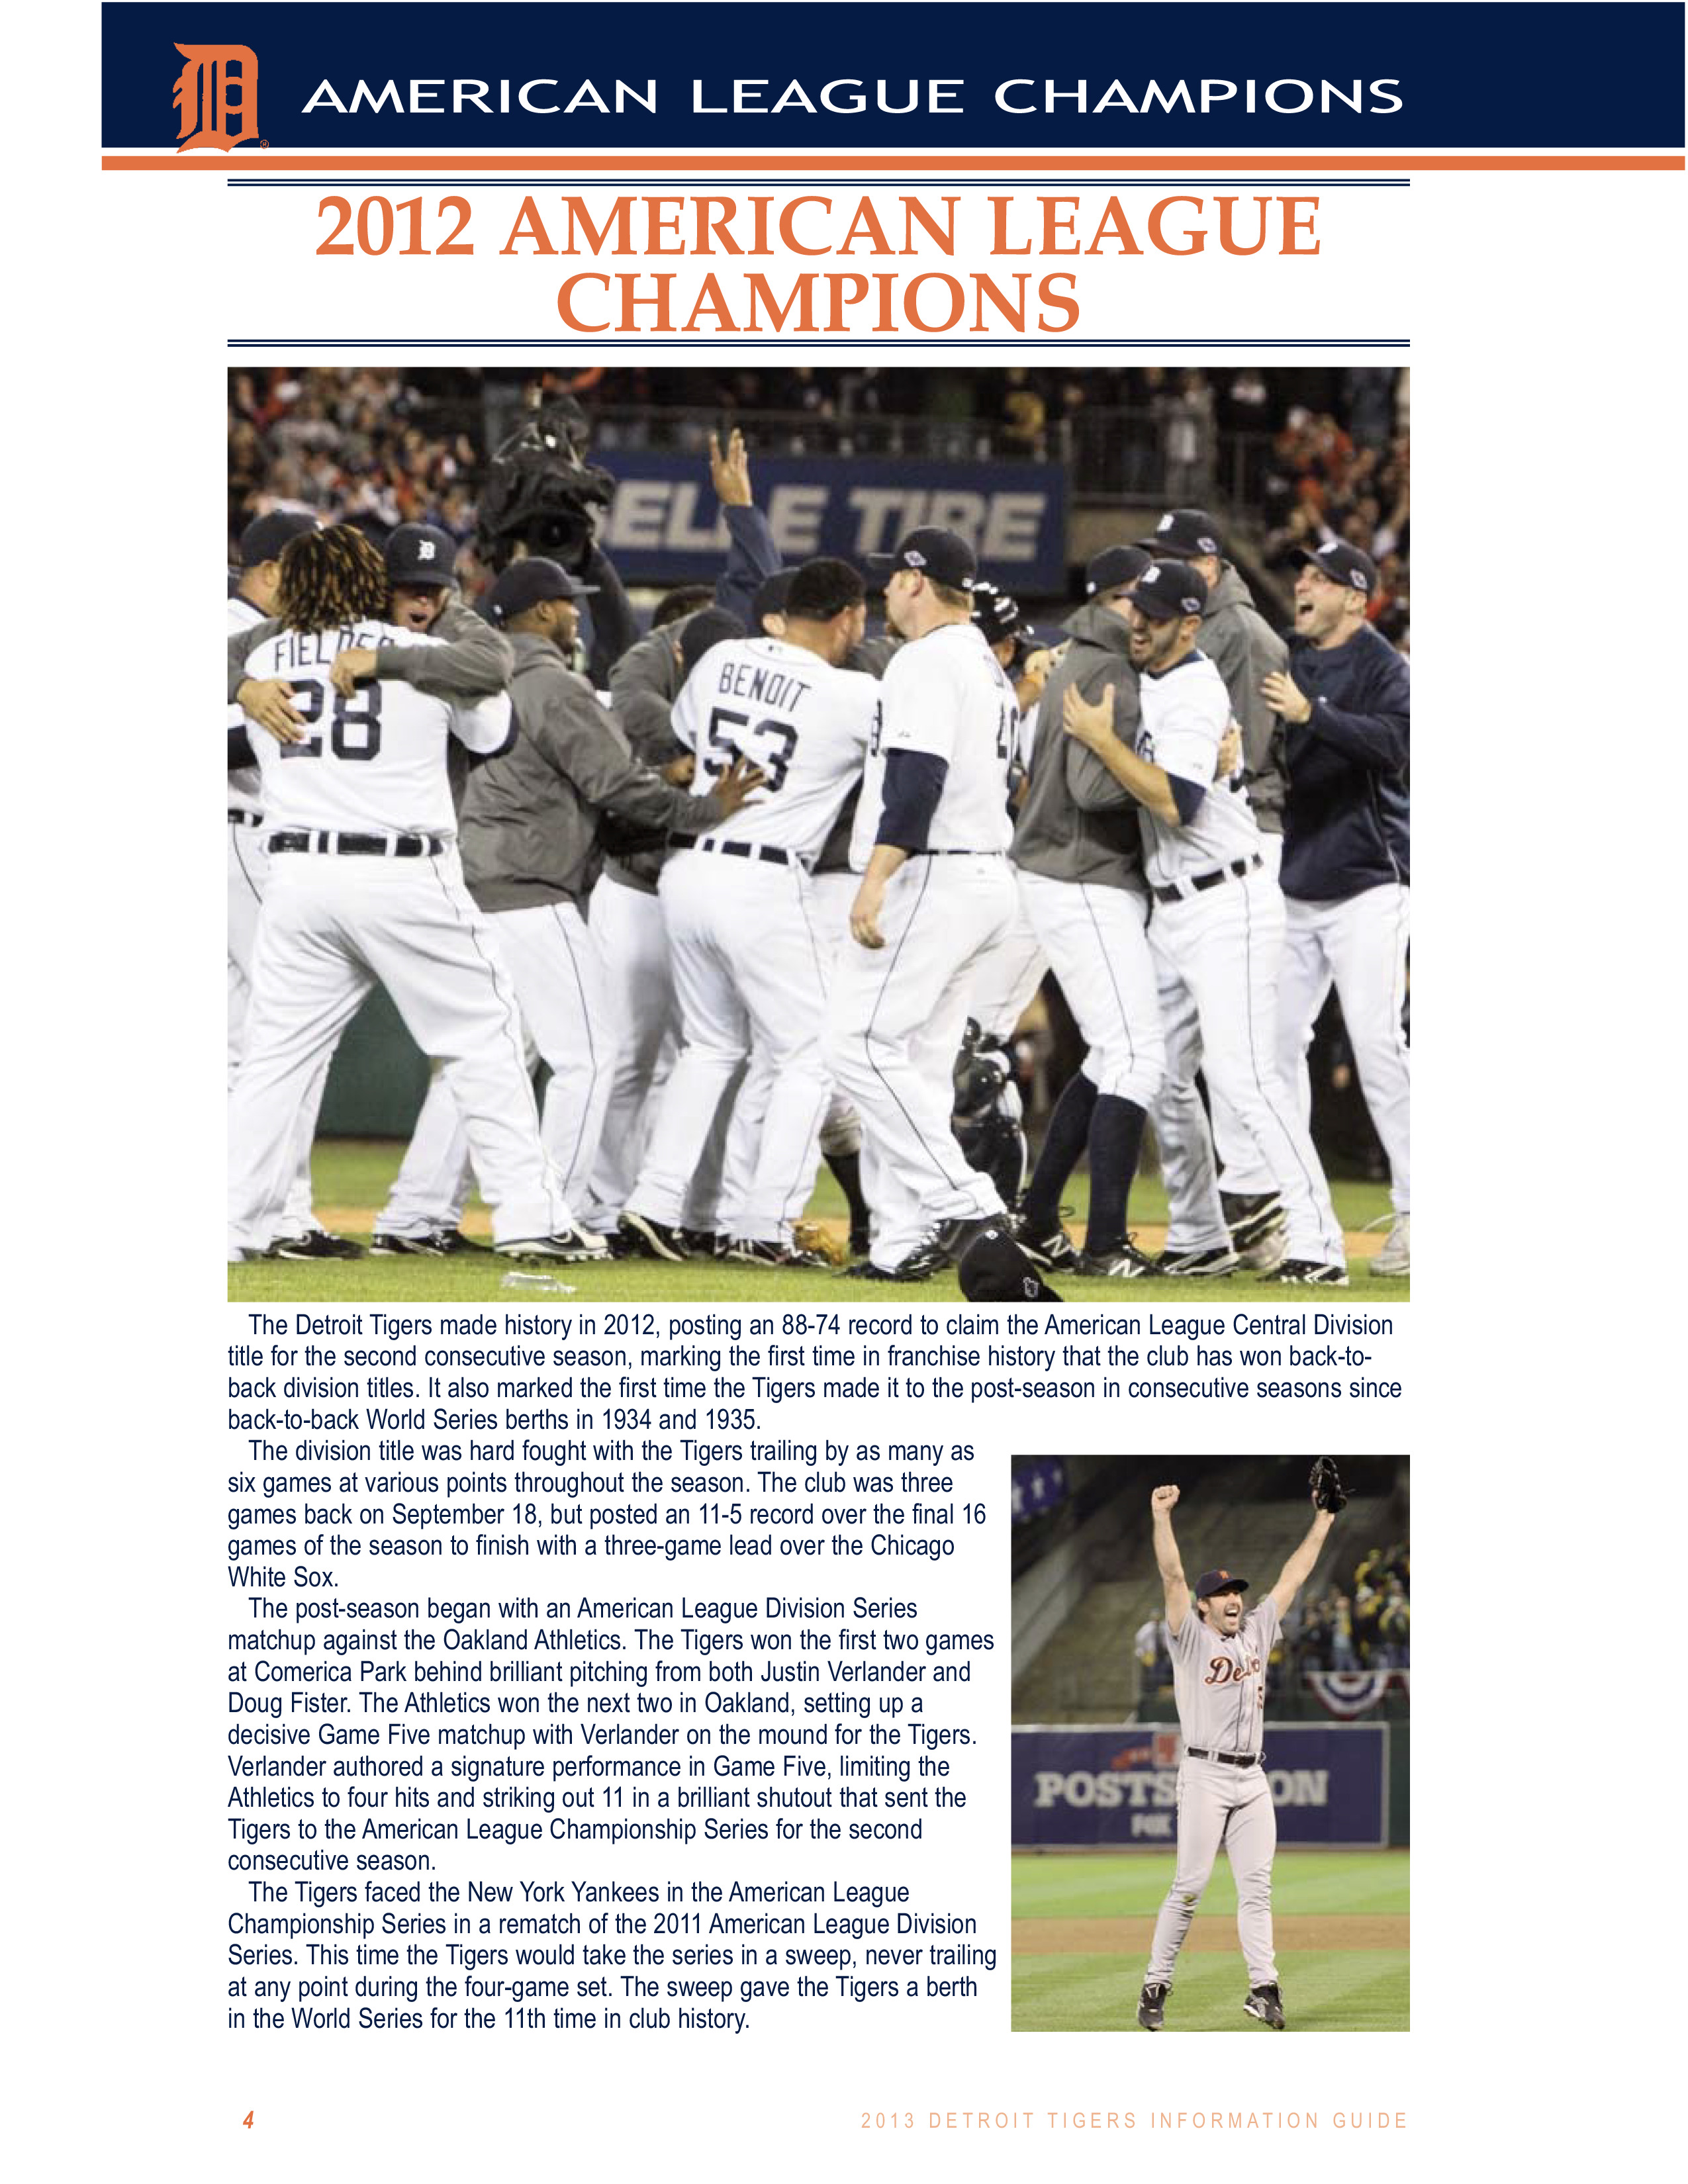 D
AMERICAN LEAGUE CHAMPIONS
2012 AMERICAN LEAGUE
CHAMPIONS
ELLE TIRE
FIELDER
28
BENOIT
53
The Detroit Tigers made history in 2012, posting an 88-74 record to claim the American League Central Division
title for the second consecutive season, marking the first time in franchise history that the club has won back-to-
back division titles. It also marked the first time the Tigers made it to the post-season in consecutive seasons since
back-to-back World Series berths in 1934 and 1935.
The division title was hard fought with the Tigers trailing by as many as
six games at various points throughout the season. The club was three
games back on September 18, but posted an 11-5 record over the final 16
games of the season to finish with a three-game lead over the Chicago
White Sox.
The post-season began with an American League Division Series
matchup against the Oakland Athletics. The Tigers won the first two games
at Comerica Park behind brilliant pitching from both Justin Verlander and
Doug Fister. The Athletics won the next two in Oakland, setting up a
decisive Game Five matchup with Verlander on the mound for the Tigers.
Verlander authored a signature performance in Game Five, limiting the
Athletics to four hits and striking out 11 in a brilliant shutout that sent the
Tigers to the American League Championship Series for the second
consecutive season.
The Tigers faced the New York Yankees in the American League
Championship Series in a rematch of the 2011 American League Division
Series. This time the Tigers would take the series in a sweep, never trailing
at any point during the four-game set. The sweep gave the Tigers a berth
in the World Series for the 11th time in club history.
Detroit
POSTSEASON
FOX
4
2013 DETROIT TIGERS INFORMATION GUIDE